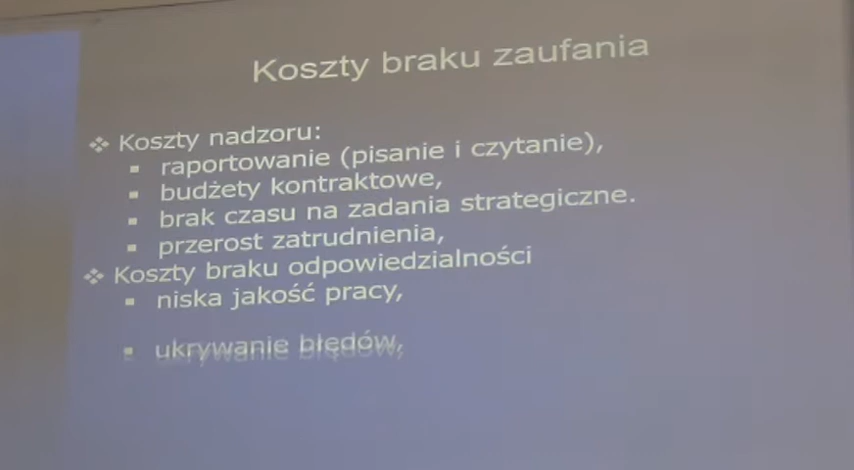 Koszty braku zaufania
Koszty nadzoru:
raportowanie (pisanie i czytanie),
budżety kontraktowe,
brak czasu na zadania strategiczne.
przerost zatrudnienia,
Koszty braku odpowiedzialności
niska jakość pracy,
ukrywanie błędów,